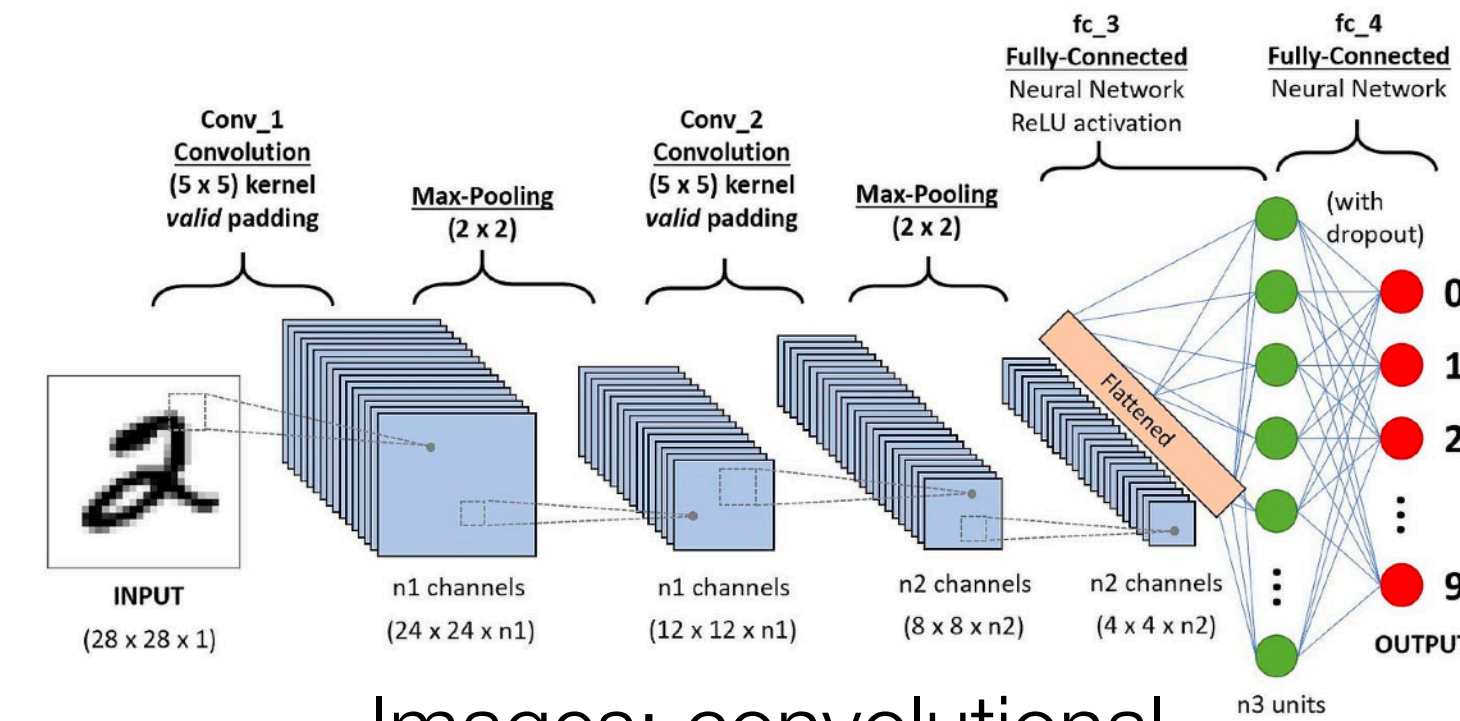 fc_3
Fully-Connected
Neural Network
ReLU activation
fc_4
Fully-Connected
Neural Network
Conv_1
Convolution
(5 x 5) kernel
valid padding
Max-Pooling
(2 x 2)
Conv_2
Convolution
(5 x 5) kernel
valid padding
Max-Pooling
(2 x 2)
(with
dropout)
0
1
2
9
Flattened
INPUT
(28 x 28 x 1)
n1 channels
(24 x 24 x n1)
n1 channels
(12 x 12 x n1)
n2 channels
(8 x 8 x n2)
n2 channels
(4 x 4 x n2)
OUTPUT
n3 units
Images: convolutional